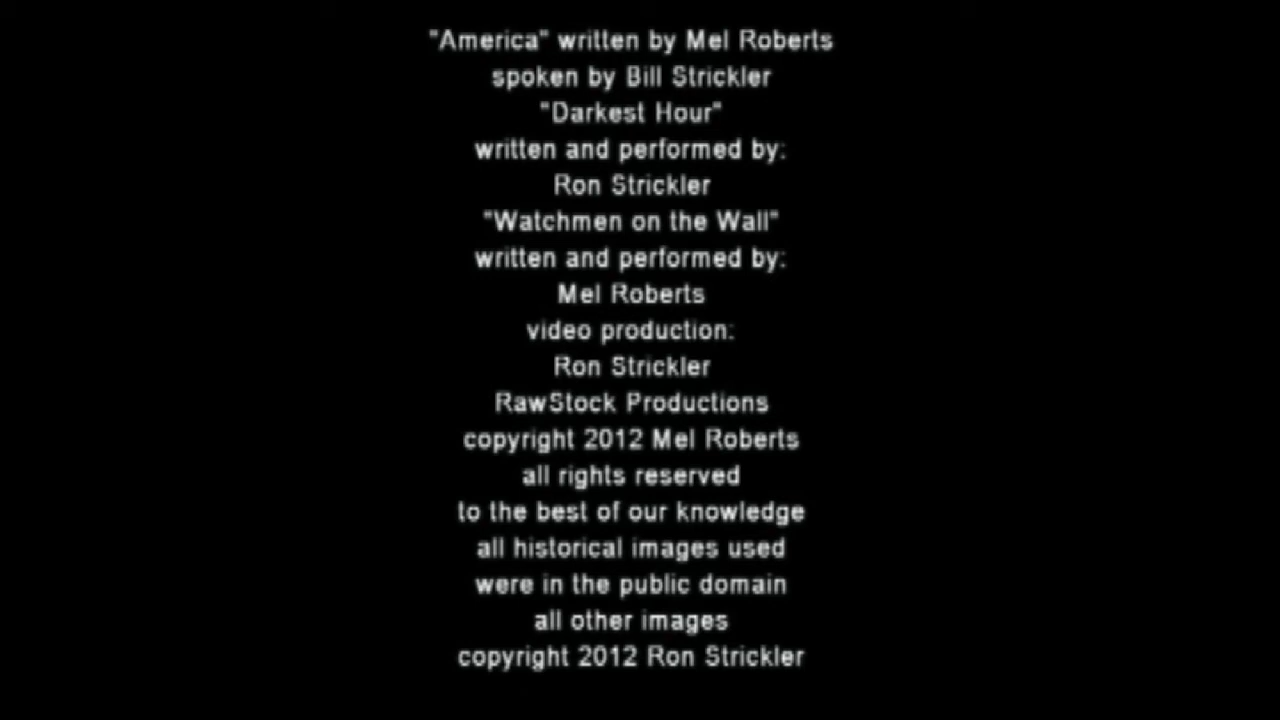 "America" written by Mel Roberts
spoken by Bill Strickler
"Darkest Hour"
written and performed by:
Ron Strickler
"Watchmen on the Wall"
written and performed by:
Mel Roberts
video production:
Ron Strickler
RawStock Productions
copyright 2012 Mel Roberts
all rights reserved
to the best of our knowledge
all historical images used
were in the public domain
all other images
copyright 2012 Ron Strickler